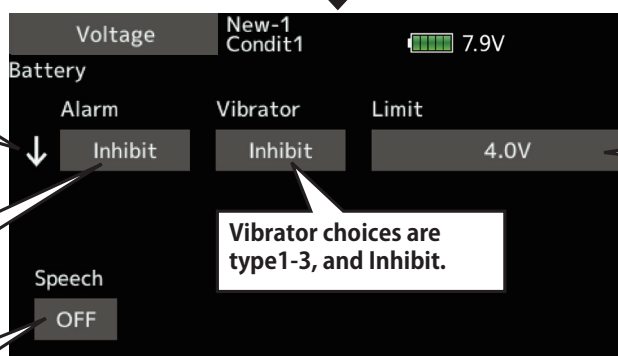 Voltage New-1
Condit1 7.9V
Battery
Alarm Vibrator Limit
↓ Inhibit Inhibit 4.0V
Vibrator choices are
type1-3, and Inhibit.
Speech
OFF